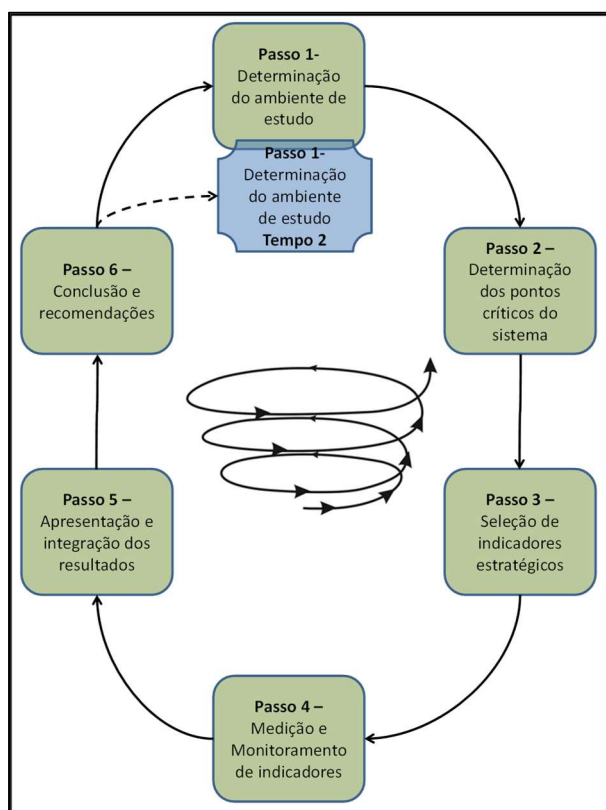 Passo 1-
Determinação
do ambiente de
estudo
Passo 1-
Determinação
do ambiente
de estudo
Tempo 2
Passo 2 –
Determinação
dos pontos
críticos do
sistema
Passo 3 –
Seleção de
indicadores
estratégicos
Passo 4 –
Medição e
Monitoramento
de indicadores
Passo 5 –
Apresentação e
integração dos
resultados
Passo 6 –
Conclusão e
recomendações